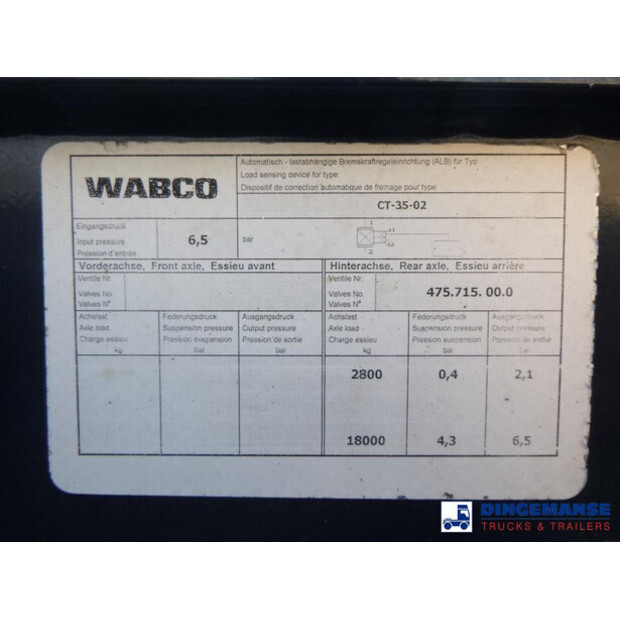 WABCO
Automatisch - lastabhängige Bremskraftregeleinrichtung (ALB) für Typ
Load sensing device for type:
Dispositif de correction automatique de freinage pour type
CT-35-02
Eingangsdruck
Input pressure 6,5 bar
Pression d'entrée
Vorderachse, Front axle, Essieu avant Hinterachse, Rear axle, Essieu arrière
Ventile Nr. Ventile Nr.
Valves No. Valves No. 475.715.00.0
Valves N° Valves N°
Achslast Federungsdruck Ausgangsdruck Achslast Federungsdruck Ausgangsdruck
Axle load Suspension pressure Output pressure Axle load Suspension pressure Output pressure
Charge essieu Pression suspension Pression de sortie Charge essieu Pression suspension Pression de sortie
kg bar bar kg bar bar
2800 0,4 2,1
18000 4,3 6,5
DINGEMANSE
TRUCKS & TRAILERS